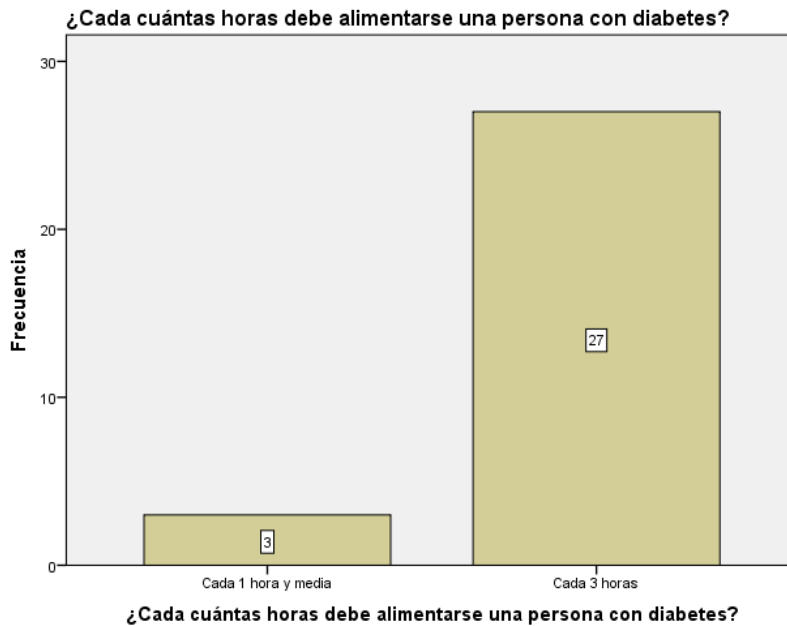 ¿Cada cuántas horas debe alimentarse una persona con diabetes?
30
20
10
0
Frecuencia
3
27
Cada 1 hora y media
Cada 3 horas
¿Cada cuántas horas debe alimentarse una persona con diabetes?